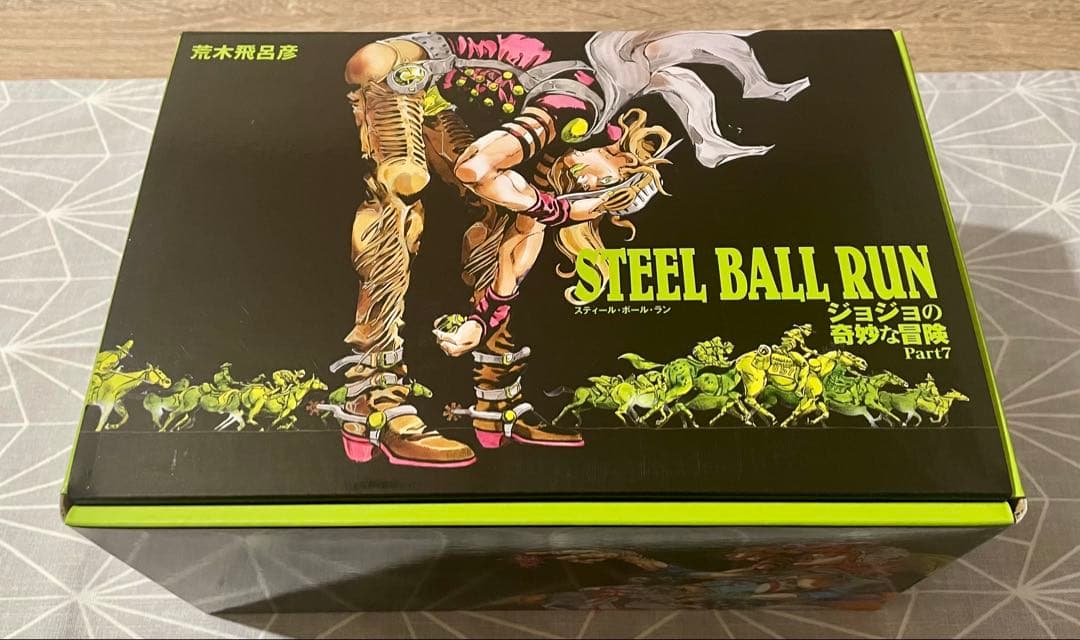 荒木飛呂彦
STEEL BALL RUN
スティール・ボール・ラン
ジョジョの
奇妙な冒険
Part7